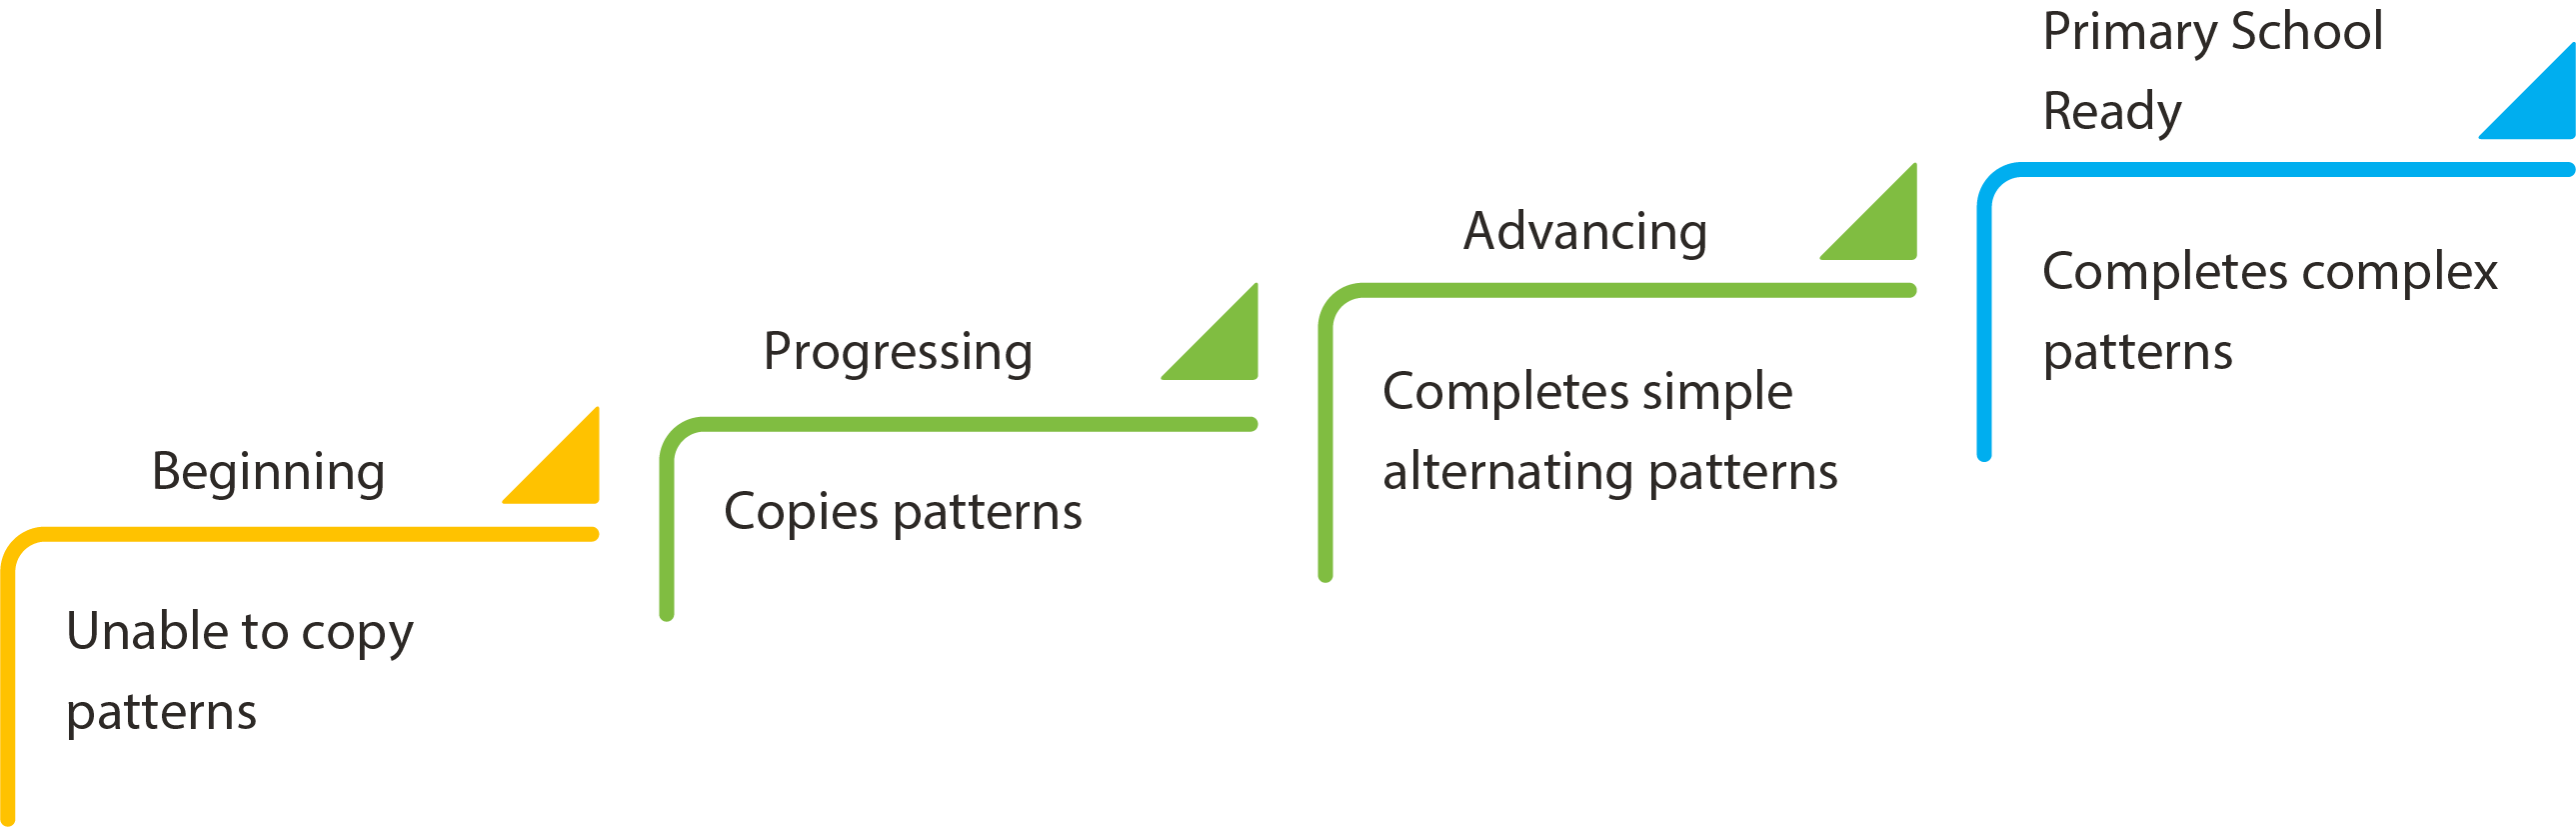 Beginning
Unable to copy
patterns
Progressing
Copies patterns
Advancing
Completes simple
alternating patterns
Primary School
Ready
Completes complex
patterns